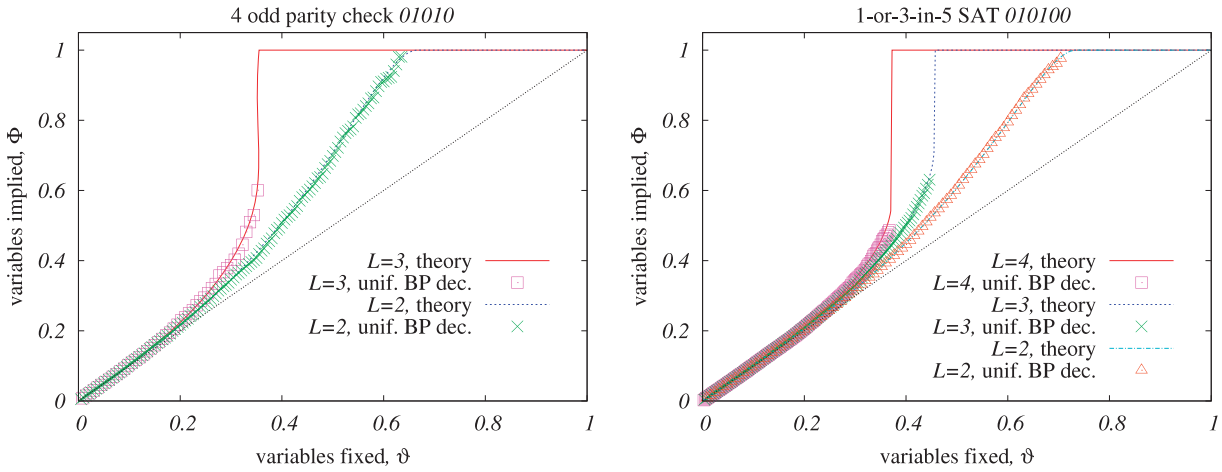 4 odd parity check 01010
variables implied, Φ
1
0.8
0.6
0.4
0.2
0
0 0.2 0.4 0.6 0.8 1
variables fixed, ϑ
L=3, theory
L=3, unif. BP dec.
L=2, theory
L=2, unif. BP dec.
1-or-3-in-5 SAT 010100
variables implied, Φ
1
0.8
0.6
0.4
0.2
0
0 0.2 0.4 0.6 0.8 1
variables fixed, ϑ
L=4, theory
L=4, unif. BP dec.
L=3, theory
L=3, unif. BP dec.
L=2, theory
L=2, unif. BP dec.